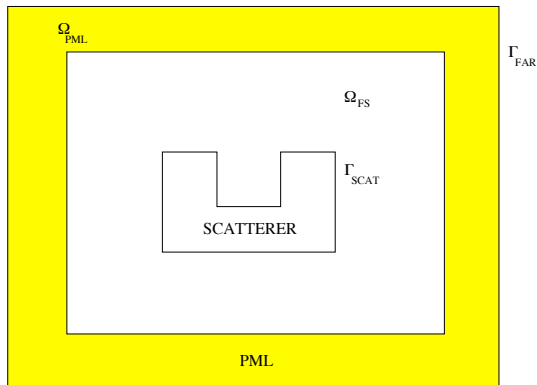 Ω_PML
Γ_FAR
Ω_FS
Γ_SCAT
SCATTERER
PML